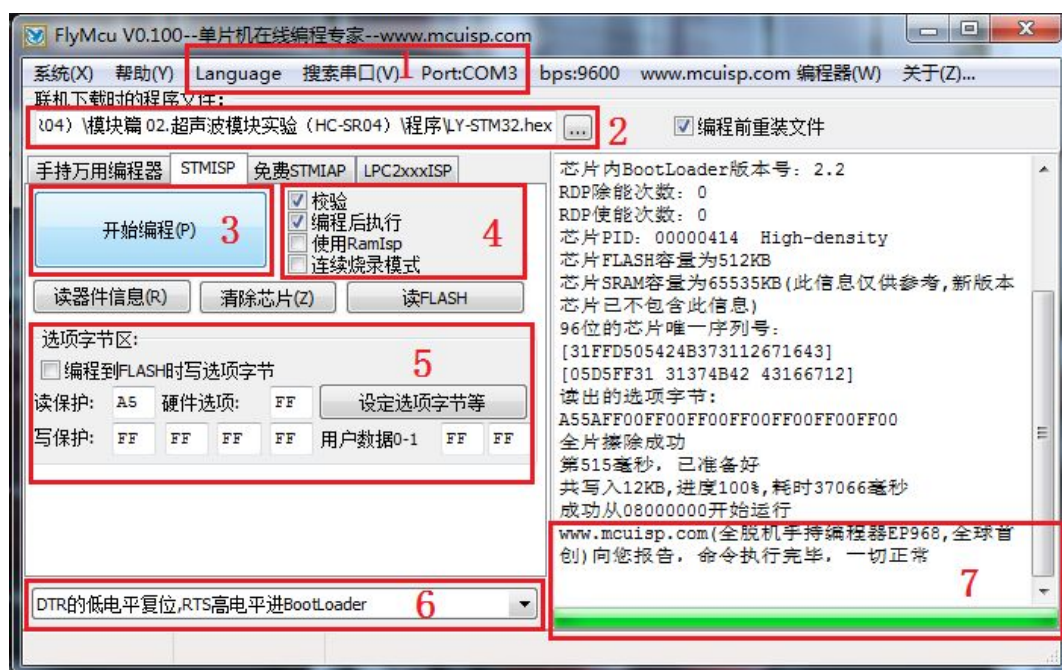 FlyMcu V0.100--单片机在线编程专家--www.mcuisp.com
系统(X) 帮助(Y) Language 搜索串口(V) Port:COM3 bps:9600 www.mcuisp.com 编程器(W) 关于(Z)...
1
联机下载时的程序文件:
R04）\模块篇 02.超声波模块实验（HC-SR04）\程序\LY-STM32.hex ... 2 编程前重装文件
手持万用编程器 STMISP 免费STMIAP LPC2xxxISP
开始编程(P) 3
校验
编程后执行
使用RamIsp
连续烧录模式
4
读器件信息(R) 清除芯片(Z) 读FLASH
选项字节区:
5
编程到FLASH时写选项字节
读保护: A5 硬件选项: FF 设定选项字节等
写保护: FF FF FF FF 用户数据0-1 FF FF
DTR的低电平复位,RTS高电平进BootLoader 6
芯片内BootLoader版本号: 2.2
RDP除能次数: 0
RDP使能次数: 0
芯片PID: 00000414 High-density
芯片FLASH容量为512KB
芯片SRAM容量为65535KB(此信息仅供参考,新版本
芯片已不包含此信息)
96位的芯片唯一序列号:
[31FFD505424B373112671643]
[05D5FF31 31374B42 43166712]
读出的选项字节:
A55AFF00FF00FF00FF00FF00FF00FF00
全片擦除成功
第515毫秒，已准备好
共写入12KB,进度100%,耗时37066毫秒
成功从08000000开始运行
www.mcuisp.com(全脱机手持编程器EP968,全球首
创)向您报告，命令执行完毕，一切正常
7